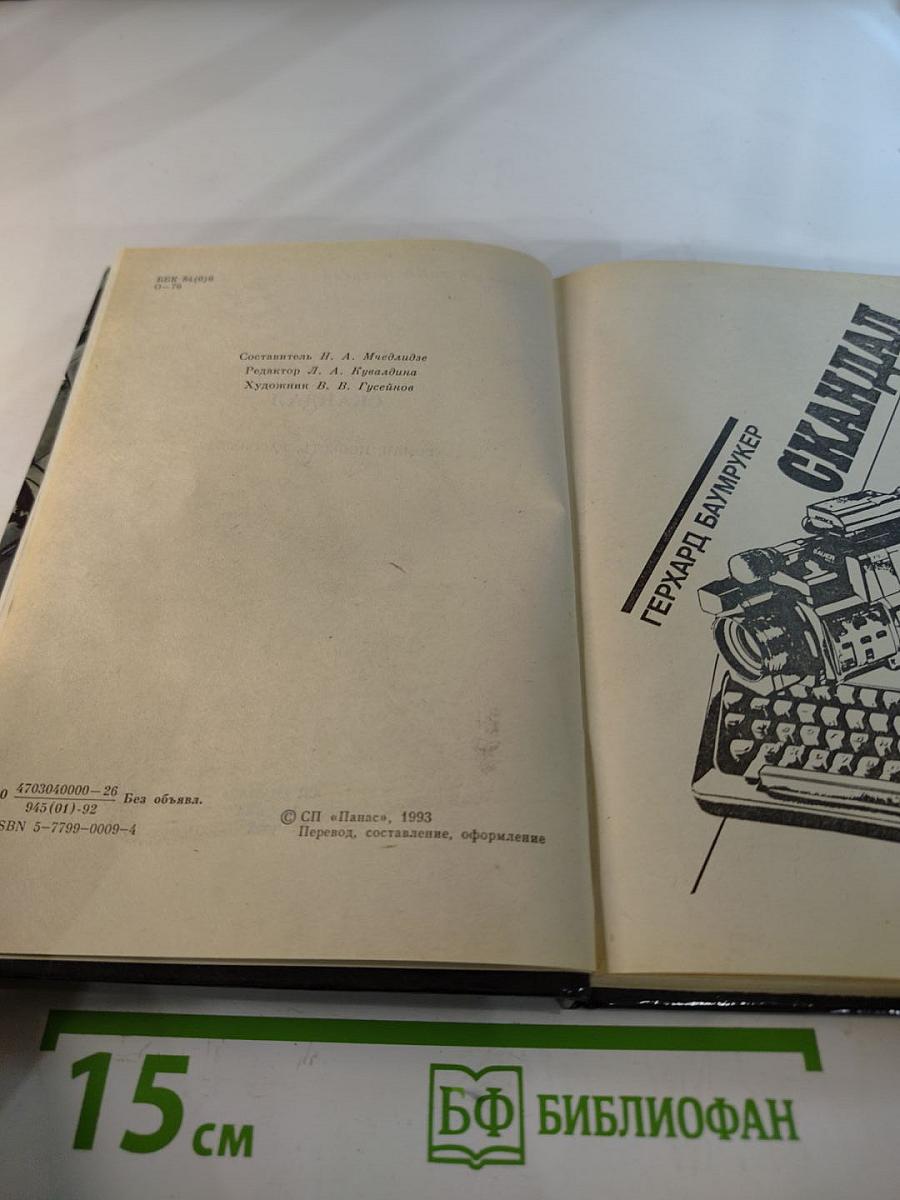 ББК 84(0)6
О—76
Составитель Н. А. Мчедлидзе
Редактор Л. А. Кувалдина
Художник В. В. Гусейнов
О 4703040000—26
945(01)-92
Без объявл.
ISBN 5-7799-0009-4
© СП «Панас», 1993
Перевод, составление, оформление
ГЕРХАРД БАУМРУКЕР
СКАНДАЛ
15 см
БФ БИБЛИОФАН